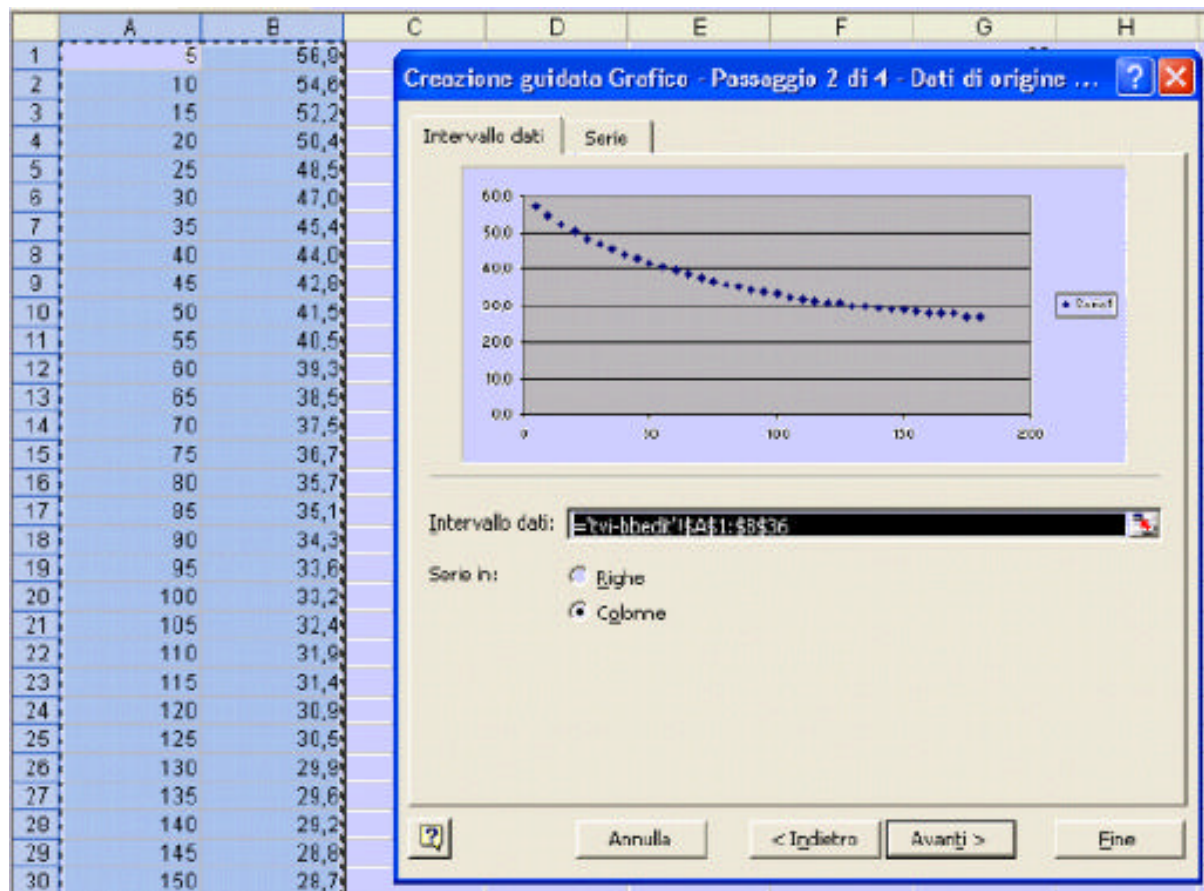 A B C D E F G H
1 5 56,9
2 10 54,6
3 15 52,2
4 20 50,4
5 25 48,5
6 30 47,0
7 35 45,4
8 40 44,0
9 45 42,8
10 50 41,5
11 55 40,5
12 60 39,3
13 65 38,5
14 70 37,5
15 75 36,7
16 80 35,7
17 85 35,1
18 90 34,3
19 95 33,6
20 100 33,2
21 105 32,4
22 110 31,9
23 115 31,4
24 120 30,9
25 125 30,5
26 130 29,9
27 135 29,6
28 140 29,2
29 145 28,8
30 150 28,7
Creazione guidata Grafico - Passaggio 2 di 4 - Dati di origine ...
Intervallo dati Serie
60,0
50,0
40,0
30,0
20,0
10,0
0,0
0 50 100 150 200
Intervallo dati: ='tvi-bbedit'!$A$1:$B$36
Serie in: Righe
Colonne
Annulla < Indietro Avanti > Fine